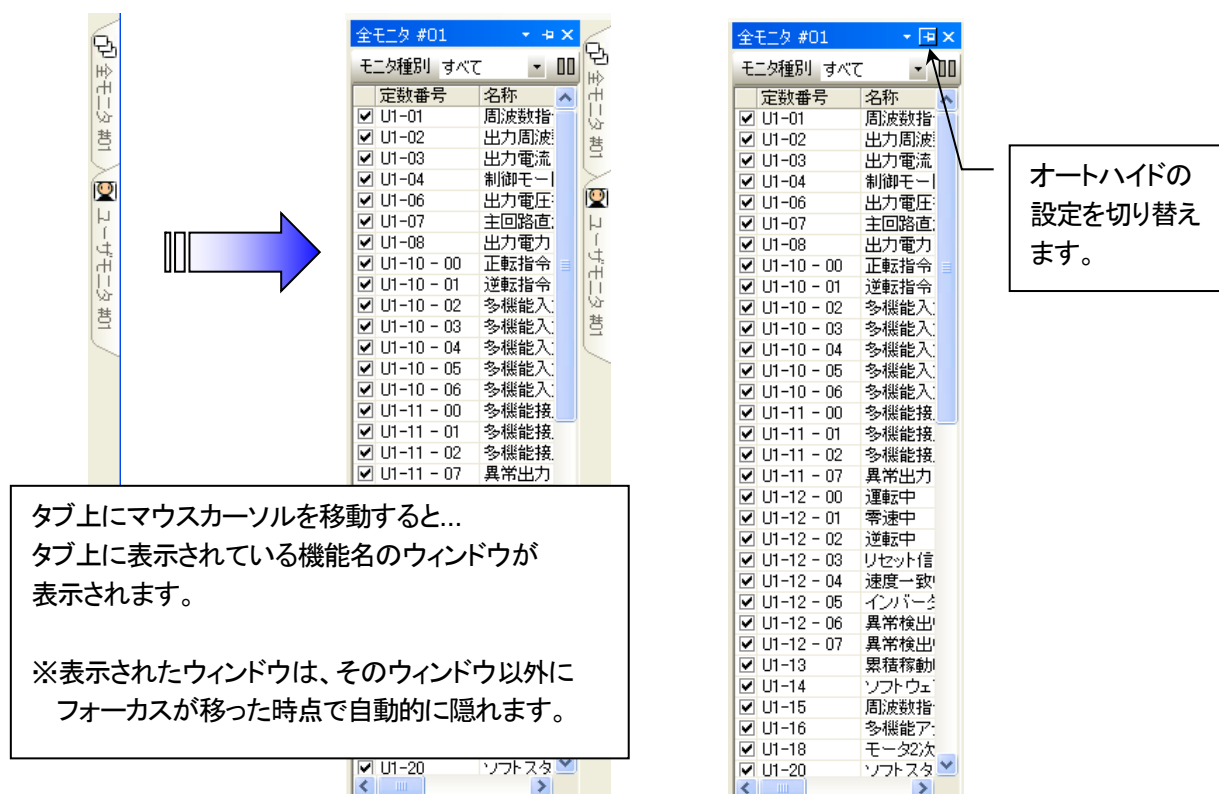 全モニタ #01
ユーザモニタ #01
全モニタ #01
モニタ種別 すべて
定数番号 名称
U1-01 周波数指
U1-02 出力周波
U1-03 出力電流
U1-04 制御モー
U1-06 出力電圧
U1-07 主回路直
U1-08 出力電力
U1-10 - 00 正転指令
U1-10 - 01 逆転指令
U1-10 - 02 多機能入
U1-10 - 03 多機能入
U1-10 - 04 多機能入
U1-10 - 05 多機能入
U1-10 - 06 多機能入
U1-11 - 00 多機能接
U1-11 - 01 多機能接
U1-11 - 02 多機能接
U1-11 - 07 異常出力
U1-20 ソフトスタ
全モニタ #01
ユーザモニタ #01
タブ上にマウスカーソルを移動すると...
タブ上に表示されている機能名のウィンドウが
表示されます。
※表示されたウィンドウは、そのウィンドウ以外に
フォーカスが移った時点で自動的に隠れます。
全モニタ #01
モニタ種別 すべて
定数番号 名称
U1-01 周波数指
U1-02 出力周波
U1-03 出力電流
U1-04 制御モー
U1-06 出力電圧
U1-07 主回路直
U1-08 出力電力
U1-10 - 00 正転指令
U1-10 - 01 逆転指令
U1-10 - 02 多機能入
U1-10 - 03 多機能入
U1-10 - 04 多機能入
U1-10 - 05 多機能入
U1-10 - 06 多機能入
U1-11 - 00 多機能接
U1-11 - 01 多機能接
U1-11 - 02 多機能接
U1-11 - 07 異常出力
U1-12 - 00 運転中
U1-12 - 01 零速中
U1-12 - 02 逆転中
U1-12 - 03 リセット信
U1-12 - 04 速度一致
U1-12 - 05 インバータ
U1-12 - 06 異常検出
U1-12 - 07 異常検出
U1-13 累積稼動
U1-14 ソフトウェ
U1-15 周波数指
U1-16 多機能ア
U1-18 モータ2次
U1-20 ソフトスタ
オートハイドの
設定を切り替え
ます。